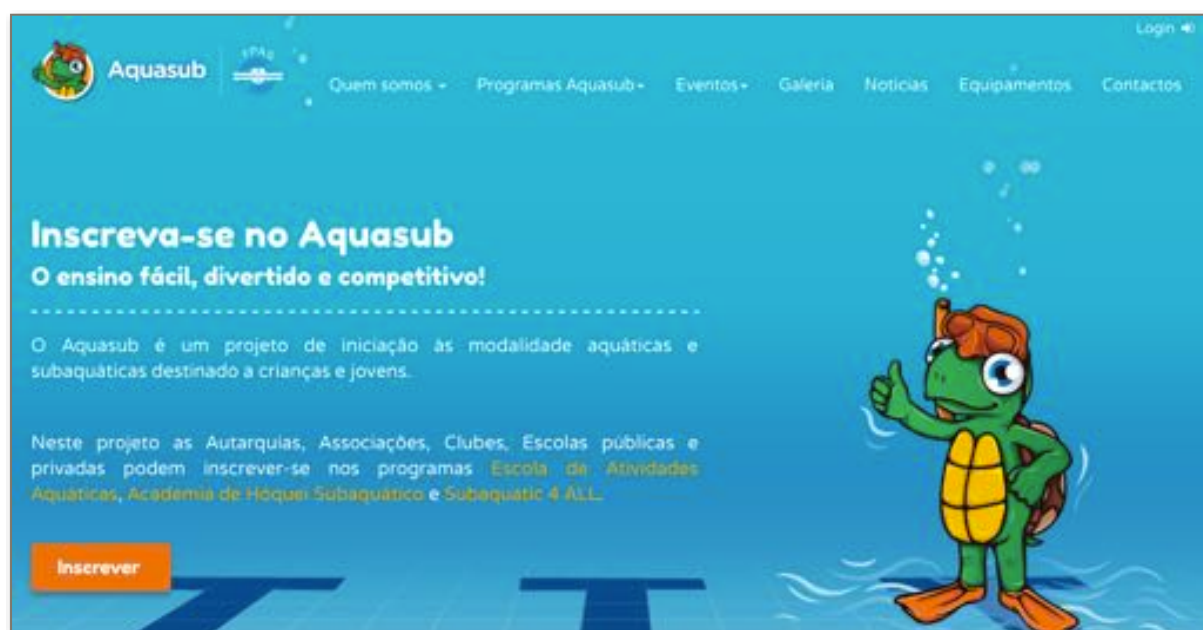 Login
Aquasub
FPAS
Quem somos
Programas Aquasub
Eventos
Galeria
Noticias
Equipamentos
Contactos
Inscreva-se no Aquasub
O ensino fácil, divertido e competitivo!
O Aquasub é um projeto de iniciação às modalidade aquáticas e
subaquáticas destinado a crianças e jovens.
Neste projeto as Autarquias, Associações, Clubes, Escolas públicas e
privadas podem inscrever-se nos programas Escola de Atividades
Aquáticas, Academia de Hóquei Subaquático e Subaquatic 4 ALL.
Inscrever